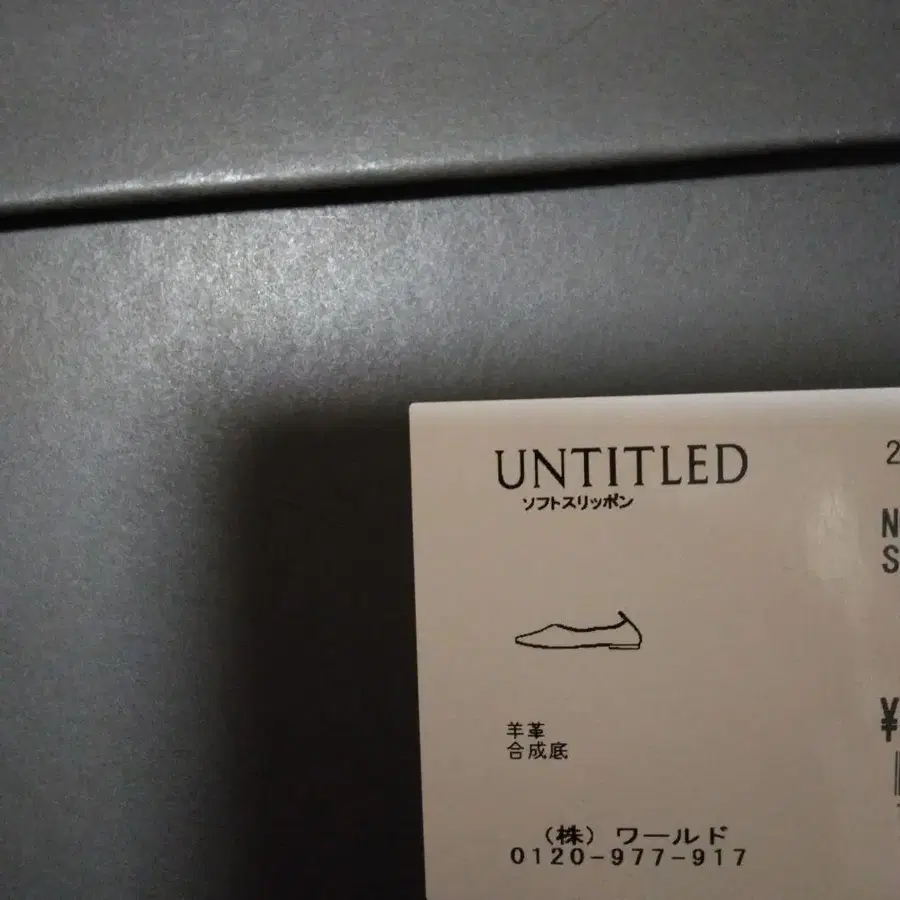 UNTITLED
ソフトスリッポン
2
N
S
¥
羊革
合成底
(株) ワールド
0120-977-917